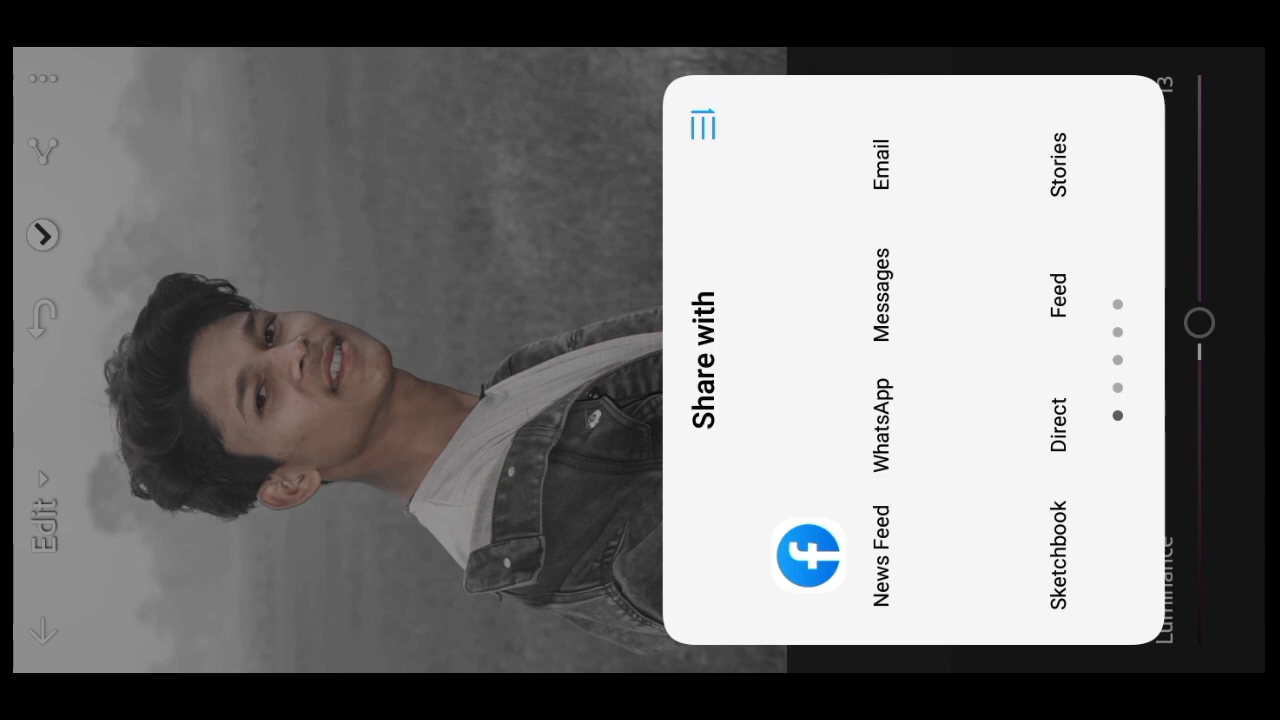 Edit
Share with
News Feed
WhatsApp
Messages
Email
Sketchbook
Direct
Feed
Stories
Luminance